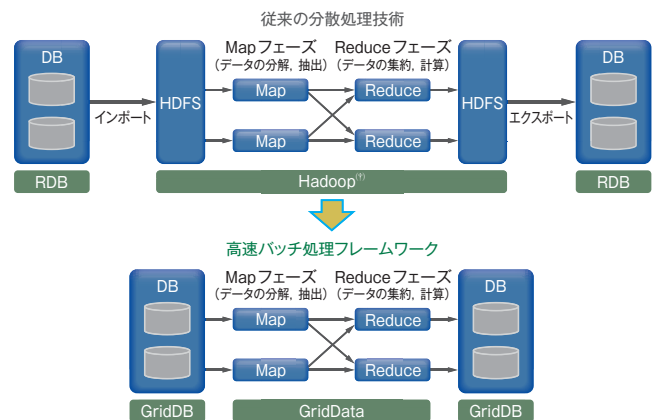 従来の分散処理技術
Mapフェーズ Reduceフェーズ
(データの分解，抽出) (データの集約，計算)
DB
インポート
HDFS
Map
Reduce
Map
Reduce
HDFS
エクスポート
DB
RDB
Hadoop(†)
RDB
高速バッチ処理フレームワーク
Mapフェーズ Reduceフェーズ
(データの分解，抽出) (データの集約，計算)
DB
Map
Reduce
Map
Reduce
DB
GridDB
GridData
GridDB